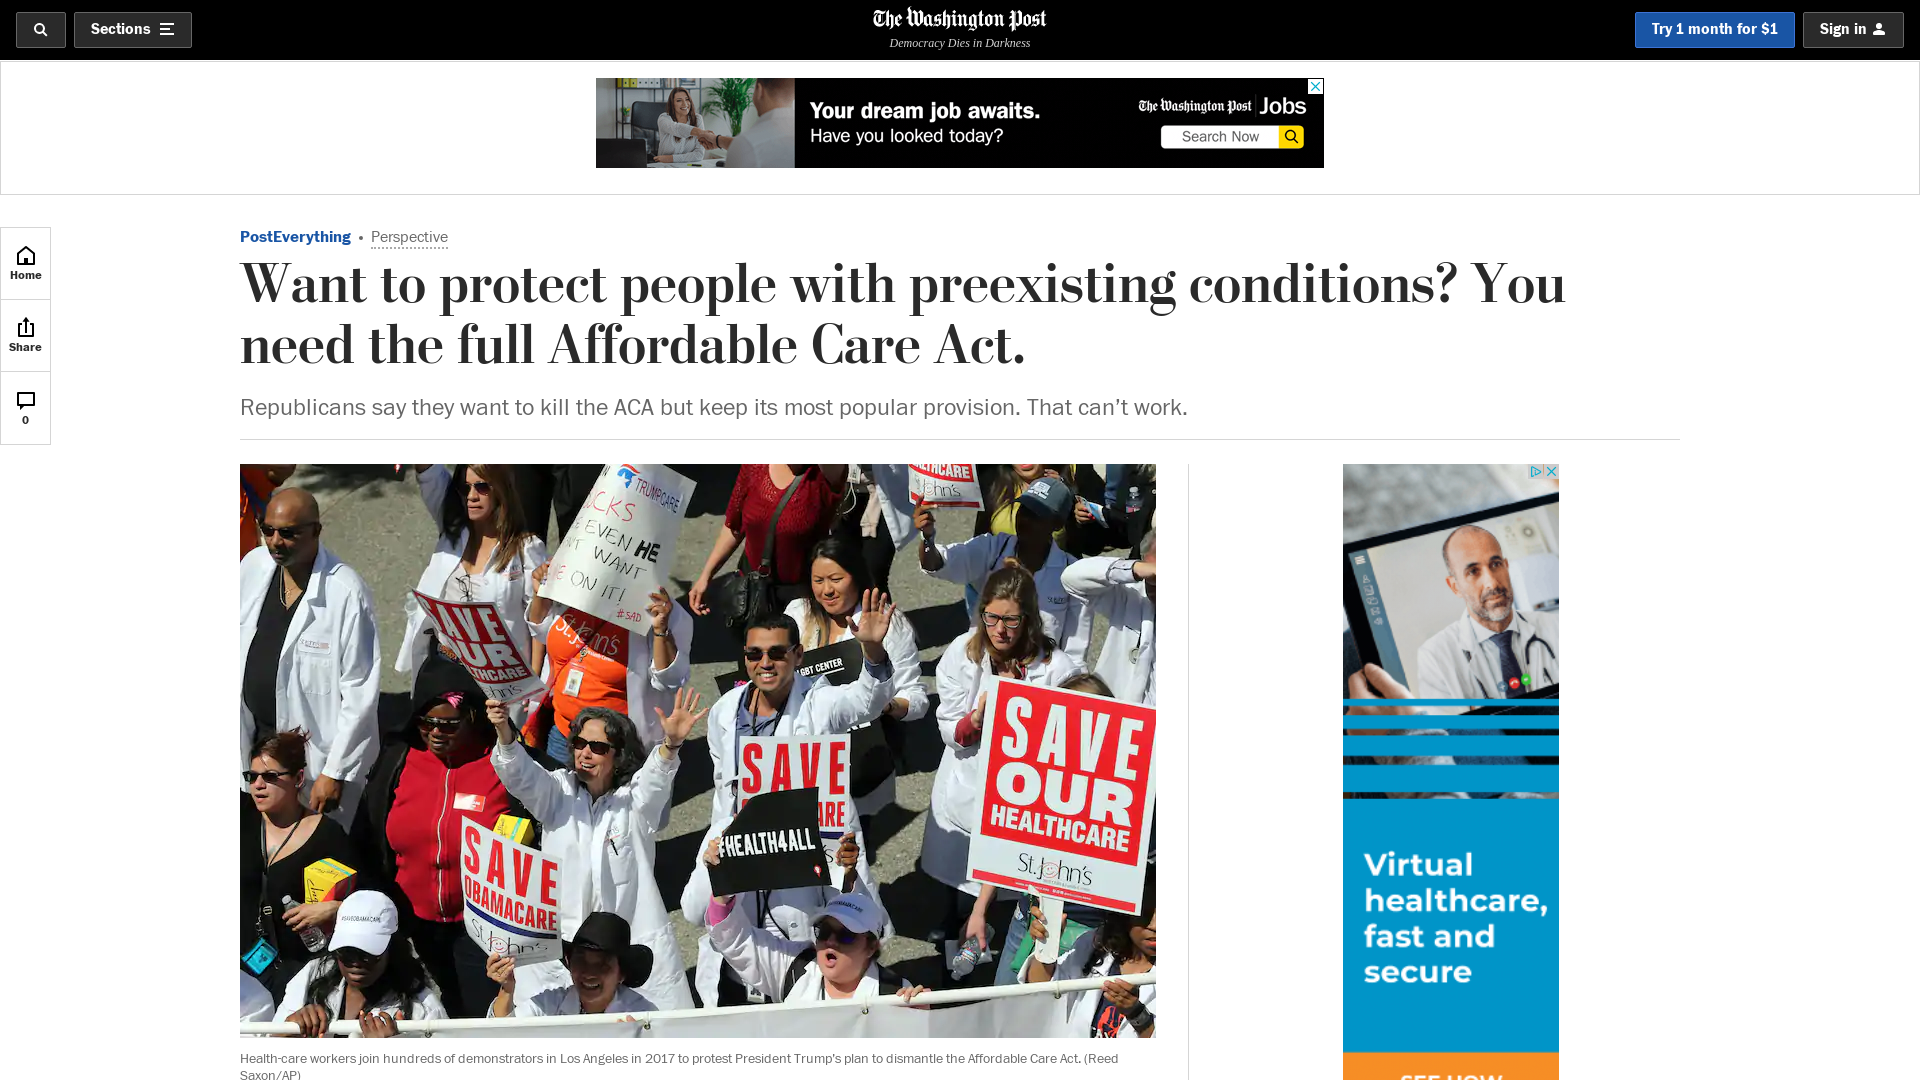 Sections
The Washington Post
Democracy Dies in Darkness
Try 1 month for $1
Sign in
Your dream job awaits.
Have you looked today?
The Washington Post Jobs
Search Now
PostEverything • Perspective
Want to protect people with preexisting conditions? You
need the full Affordable Care Act.
Republicans say they want to kill the ACA but keep its most popular provision. That can’t work.
Home
Share
0
TRUMPCARE
EVEN HE
WANT
ON IT!
#SAD
HEALTHCARE
St. John's
SAVE
OUR
HEALTHCARE
St. John's
LGBT CENTER
SAVE
OBAMACARE
St. John's
SAVE
#HEALTH4ALL
SAVE
OUR
HEALTHCARE
St. John's
Virtual
healthcare,
fast and
secure
SEE HOW
Health-care workers join hundreds of demonstrators in Los Angeles in 2017 to protest President Trump's plan to dismantle the Affordable Care Act. (Reed
Saxon/AP)